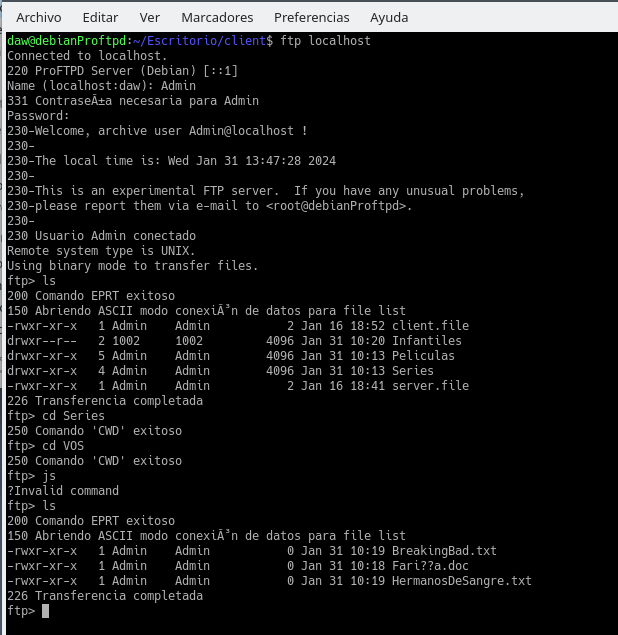 Archivo Editar Ver Marcadores Preferencias Ayuda
daw@debianProftpd:~/Escritorio/client$ ftp localhost
Connected to localhost.
220 ProFTPD Server (Debian) [::1]
Name (localhost:daw): Admin
331 ContraseÃ±a necesaria para Admin
Password:
230-Welcome, archive user Admin@localhost !
230-
230-The local time is: Wed Jan 31 13:47:28 2024
230-
230-This is an experimental FTP server.  If you have any unusual problems,
230-please report them via e-mail to <root@debianProftpd>.
230-
230 Usuario Admin conectado
Remote system type is UNIX.
Using binary mode to transfer files.
ftp> ls
200 Comando EPRT exitoso
150 Abriendo ASCII modo conexiÃ³n de datos para file list
-rwxr-xr-x   1 Admin    Admin           2 Jan 16 18:52 client.file
drwxr--r--   2 1002     1002         4096 Jan 31 10:20 Infantiles
drwxr-xr-x   5 Admin    Admin        4096 Jan 31 10:13 Peliculas
drwxr-xr-x   4 Admin    Admin        4096 Jan 31 10:13 Series
-rwxr-xr-x   1 Admin    Admin           2 Jan 16 18:41 server.file
226 Transferencia completada
ftp> cd Series
250 Comando 'CWD' exitoso
ftp> cd VOS
250 Comando 'CWD' exitoso
ftp> js
?Invalid command
ftp> ls
200 Comando EPRT exitoso
150 Abriendo ASCII modo conexiÃ³n de datos para file list
-rwxr-xr-x   1 Admin    Admin           0 Jan 31 10:19 BreakingBad.txt
-rwxr-xr-x   1 Admin    Admin           0 Jan 31 10:18 Fari??a.doc
-rwxr-xr-x   1 Admin    Admin           0 Jan 31 10:19 HermanosDeSangre.txt
226 Transferencia completada
ftp>